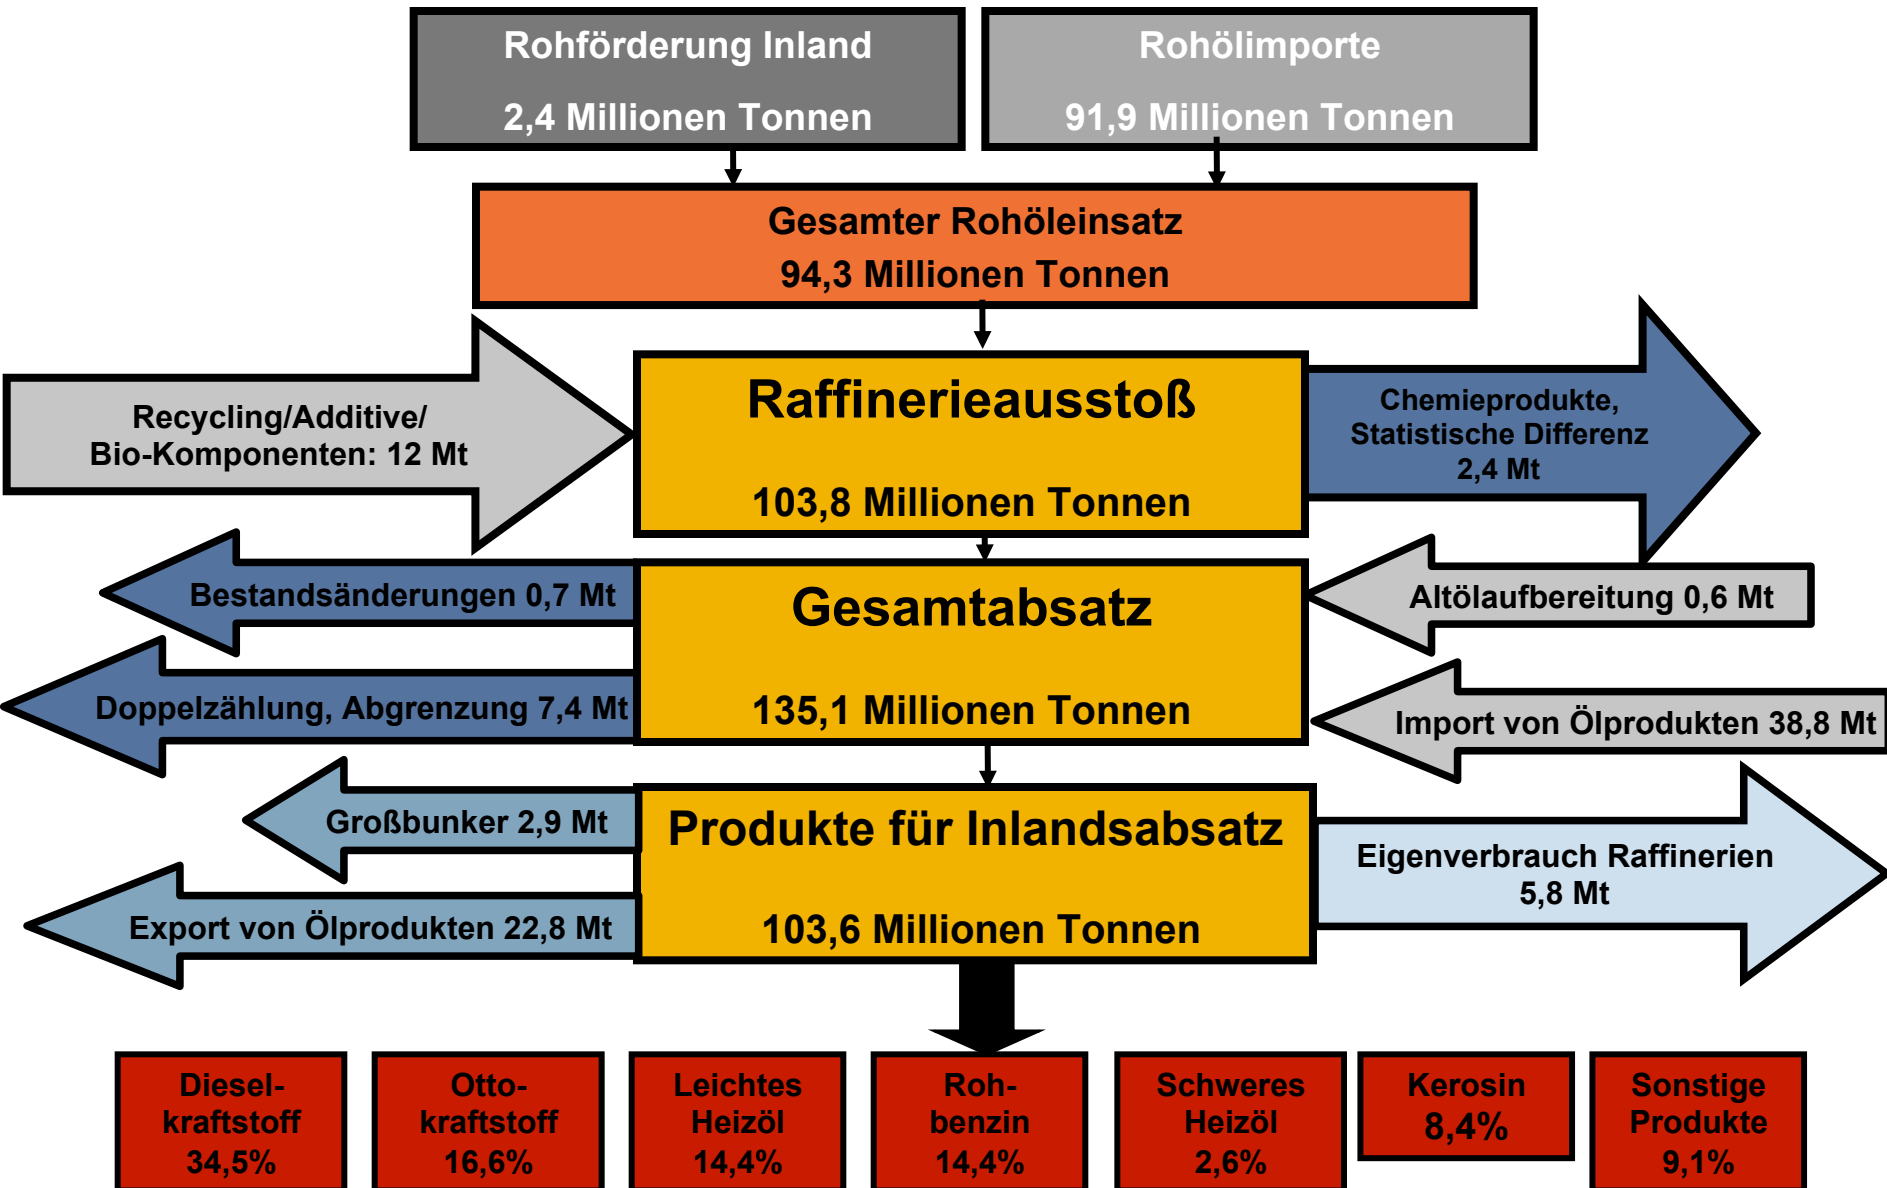 Rohförderung Inland
2,4 Millionen Tonnen
Rohölimporte
91,9 Millionen Tonnen
Gesamter Rohöleinsatz
94,3 Millionen Tonnen
Recycling/Additive/
Bio-Komponenten: 12 Mt
Raffinerieausstoß
103,8 Millionen Tonnen
Chemieprodukte,
Statistische Differenz
2,4 Mt
Bestandsänderungen 0,7 Mt
Doppelzählung, Abgrenzung 7,4 Mt
Gesamtabsatz
135,1 Millionen Tonnen
Altölaufbereitung 0,6 Mt
Import von Ölprodukten 38,8 Mt
Großbunker 2,9 Mt
Export von Ölprodukten 22,8 Mt
Produkte für Inlandsabsatz
103,6 Millionen Tonnen
Eigenverbrauch Raffinerien
5,8 Mt
Diesel-
kraftstoff
34,5%
Otto-
kraftstoff
16,6%
Leichtes
Heizöl
14,4%
Roh-
benzin
14,4%
Schweres
Heizöl
2,6%
Kerosin
8,4%
Sonstige
Produkte
9,1%